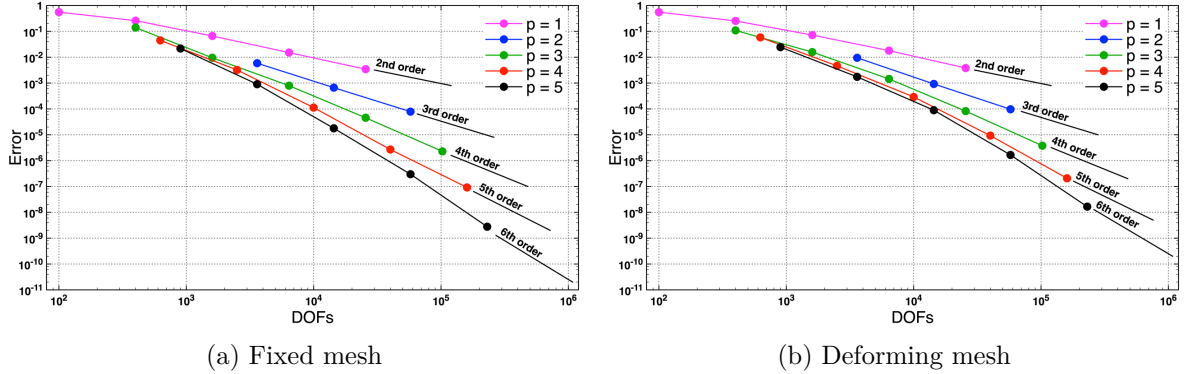 1
10^-1
10^-2
10^-3
10^-4
10^-5
10^-6
10^-7
10^-8
10^-9
10^-10
10^-11
Error
10^2
10^3
10^4
10^5
10^6
DOFs
p = 1
p = 2
p = 3
p = 4
p = 5
2nd order
3rd order
4th order
5th order
6th order
(a) Fixed mesh
1
10^-1
10^-2
10^-3
10^-4
10^-5
10^-6
10^-7
10^-8
10^-9
10^-10
10^-11
Error
10^2
10^3
10^4
10^5
10^6
DOFs
p = 1
p = 2
p = 3
p = 4
p = 5
2nd order
3rd order
4th order
5th order
6th order
(b) Deforming mesh